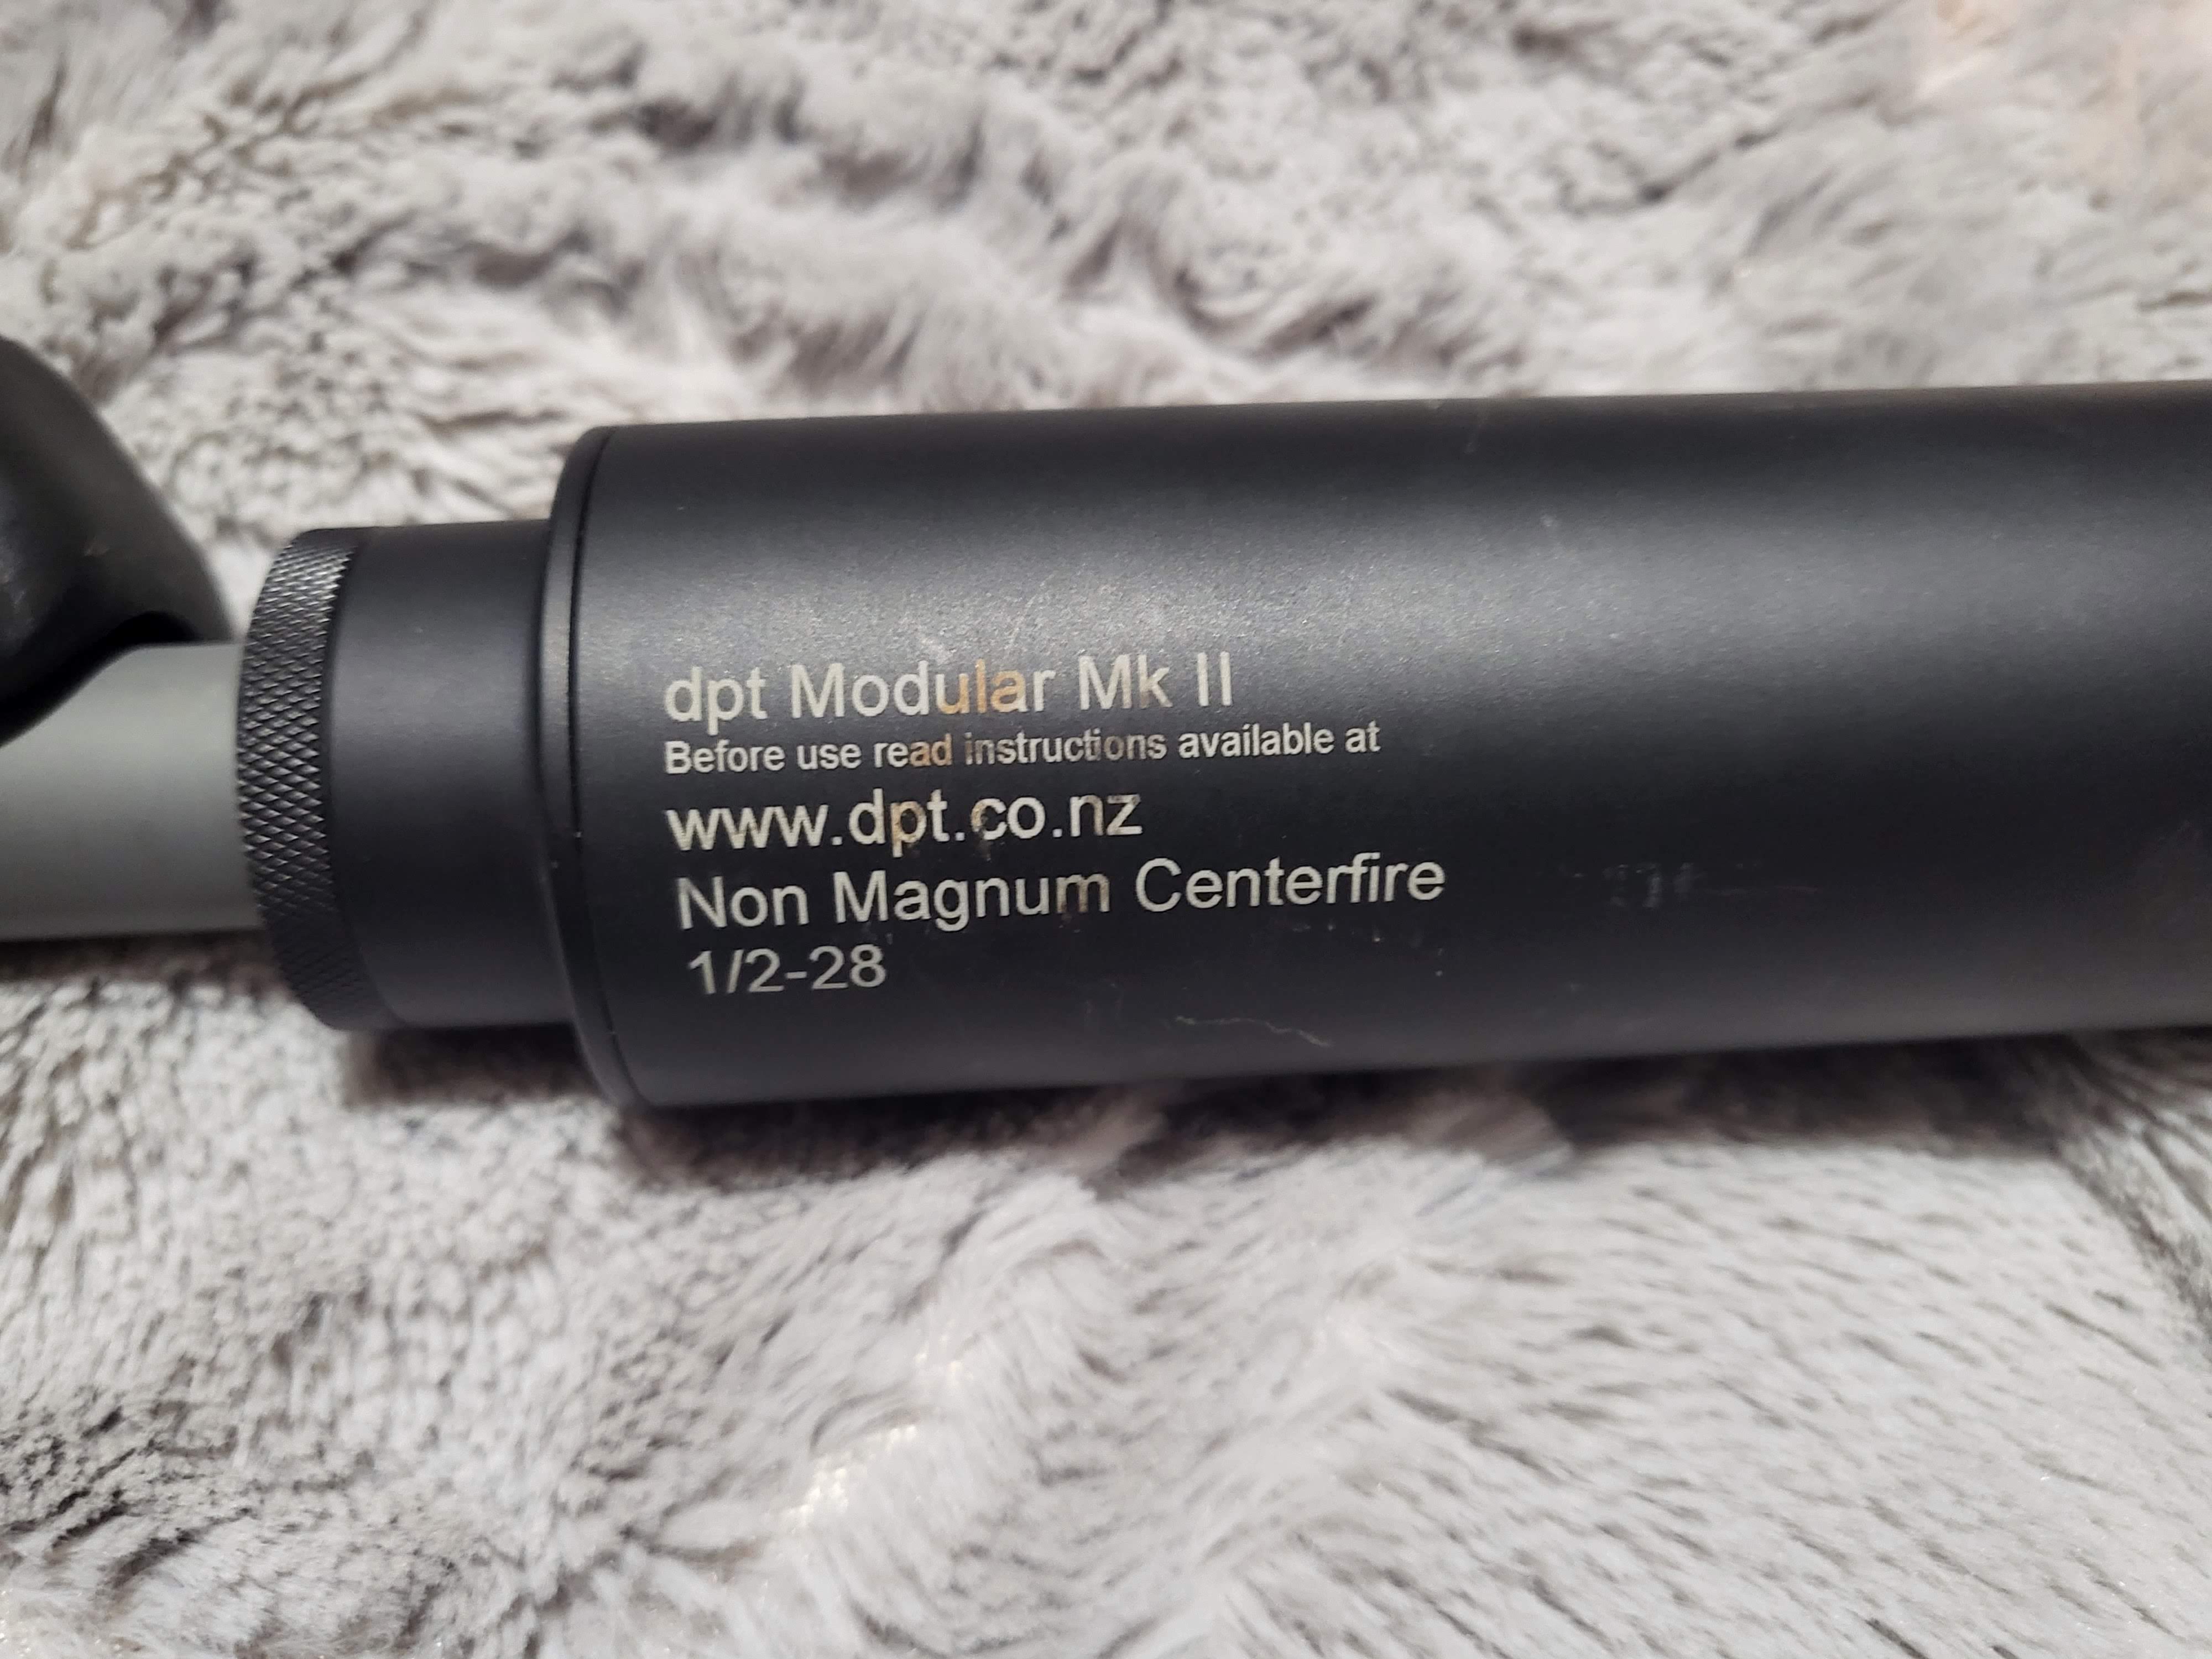 dpt Modular Mk II
Before use read instructions available at
www.dpt.co.nz
Non Magnum Centerfire
1/2-28